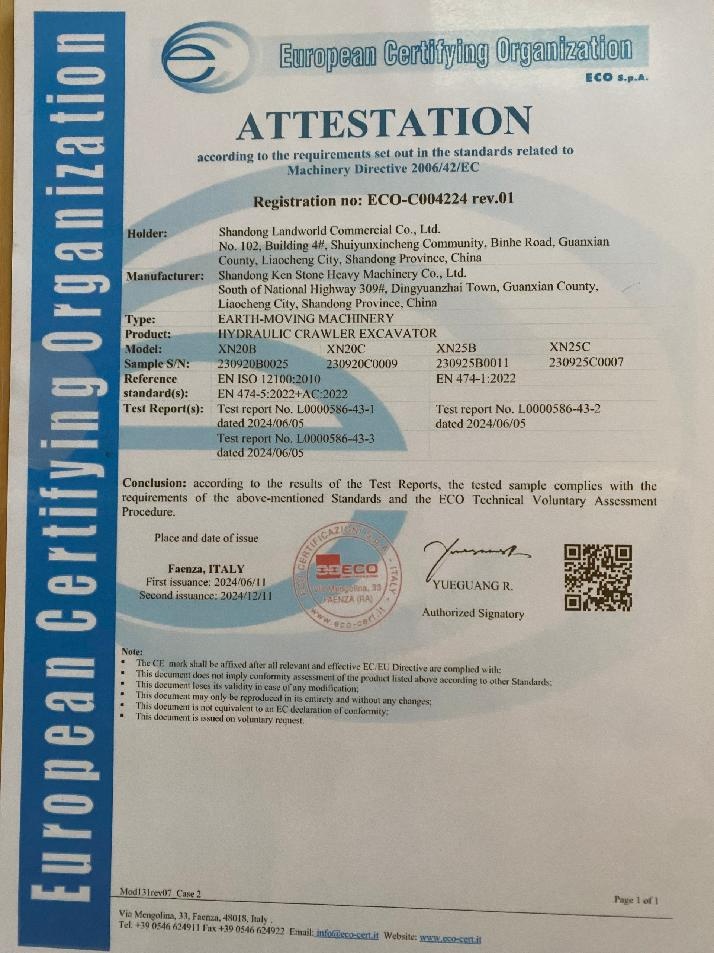 European Certifying Organization
European Certifying Organization
ECO S.p.A.
ATTESTATION
according to the requirements set out in the standards related to
Machinery Directive 2006/42/EC
Registration no: ECO-C004224 rev.01
Holder: Shandong Landworld Commercial Co., Ltd.
No. 102, Building 4#, Shuiyunxincheng Community, Binhe Road, Guanxian
County, Liaocheng City, Shandong Province, China
Manufacturer: Shandong Ken Stone Heavy Machinery Co., Ltd.
South of National Highway 309#, Dingyuanzhai Town, Guanxian County,
Liaocheng City, Shandong Province, China
Type: EARTH-MOVING MACHINERY
Product: HYDRAULIC CRAWLER EXCAVATOR
Model: XN20B XN20C XN25B XN25C
Sample S/N: 230920B0025 230920C0009 230925B0011 230925C0007
Reference EN ISO 12100:2010 EN 474-1:2022
standard(s): EN 474-5:2022+AC:2022
Test Report(s): Test report No. L0000586-43-1 Test report No. L0000586-43-2
dated 2024/06/05 dated 2024/06/05
Test report No. L0000586-43-3
dated 2024/06/05
Conclusion: according to the results of the Test Reports, the tested sample complies with the
requirements of the above-mentioned Standards and the ECO Technical Voluntary Assessment
Procedure.
Place and date of issue
Faenza, ITALY
First issuance: 2024/06/11
Second issuance: 2024/12/11
ECO CERTIFICAZIONI S.p.A. - ITALY
ECO
Via Mengolina, 33
FAENZA (RA)
www.eco-cert.it
YUEGUANG R.
Authorized Signatory
Note:
▪ The CE mark shall be affixed after all relevant and effective EC/EU Directive are complied with;
▪ This document does not imply conformity assessment of the product listed above according to other Standards;
▪ This document loses its validity in case of any modification;
▪ This document may only be reproduced in its entirety and without any changes;
▪ This document is not equivalent to an EC declaration of conformity;
▪ This document is issued on voluntary request.
Mod131rev07_Case 2
Page 1 of 1
Via Mengolina, 33, Faenza, 48018, Italy .
Tel. +39 0546 624911 Fax +39 0546 624922 Email: info@eco-cert.it Website: www.eco-cert.it